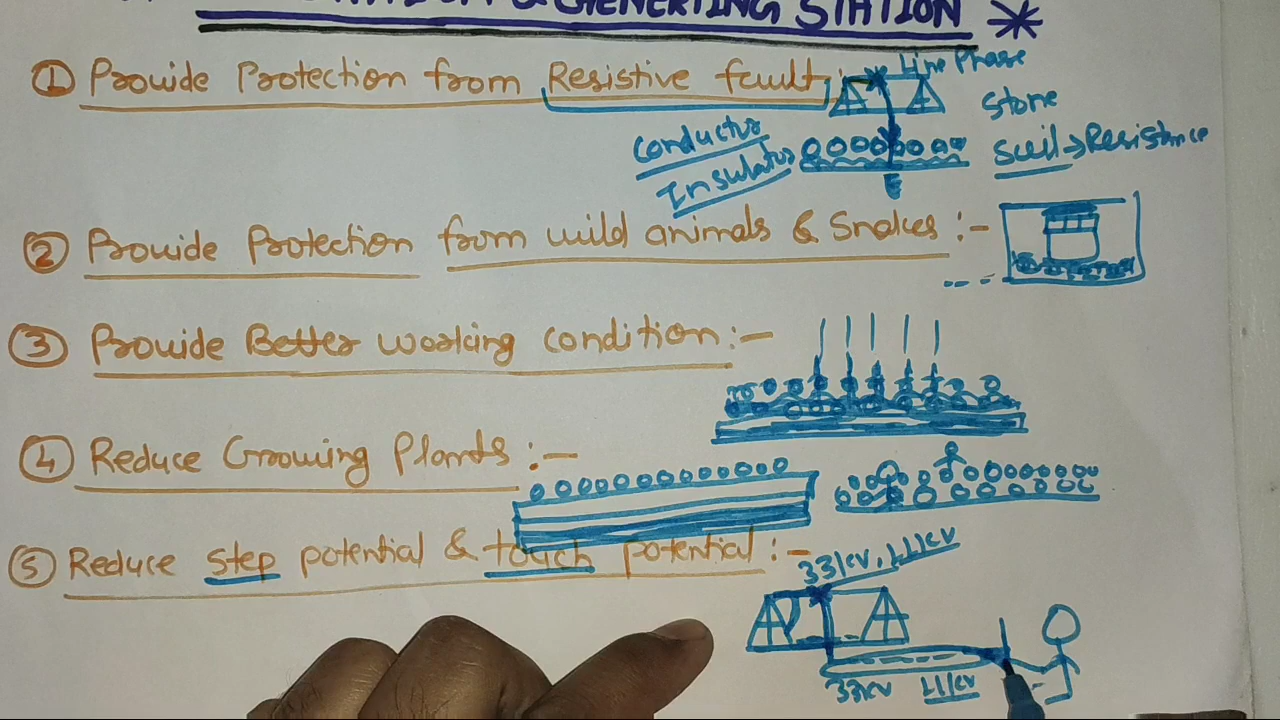 & GENERTING STATION
① Provide Protection from Resistive fault :-
Line Phase
Stone
Conductor
Insulator
Soil → Resistance
② Provide Protection from wild animals & Snakes :-
③ Provide Better working condition :-
④ Reduce Growing Plants :-
⑤ Reduce step potential & touch potential :-
33kv, 11kv
33kv 11kv